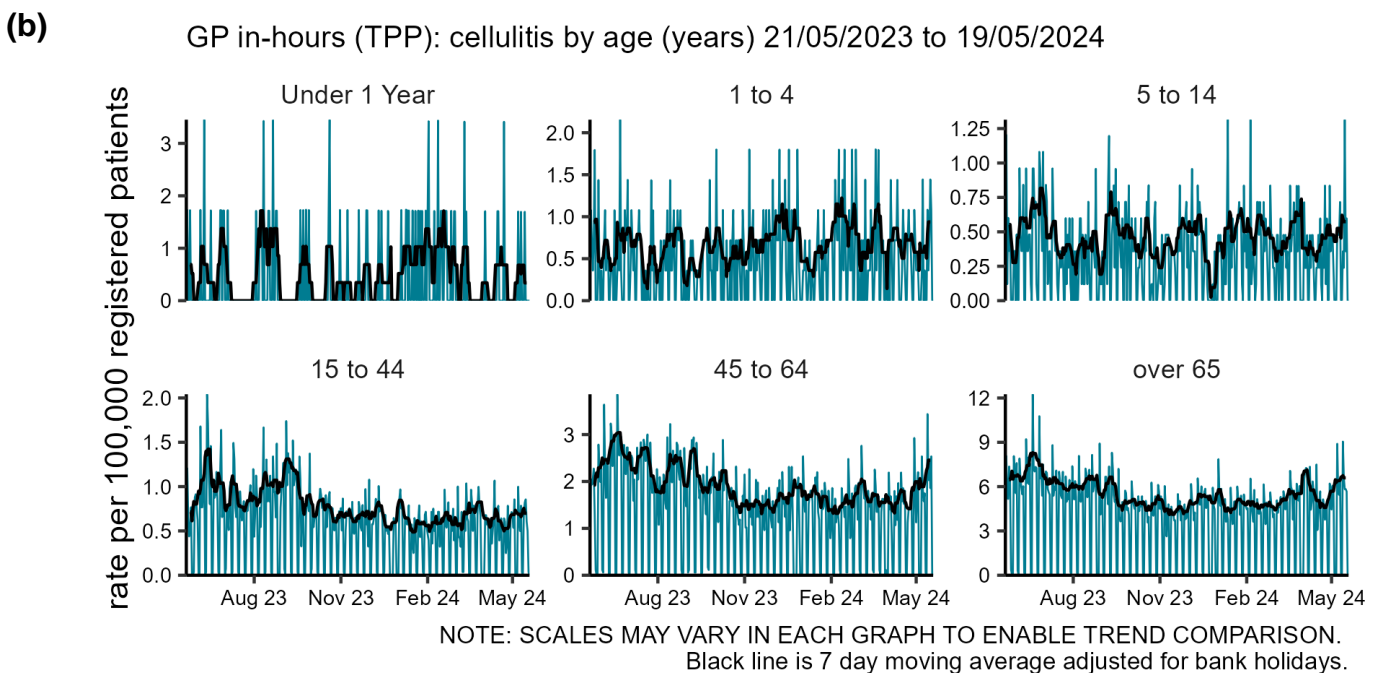 (b)
GP in-hours (TPP): cellulitis by age (years) 21/05/2023 to 19/05/2024
rate per 100,000 registered patients
Under 1 Year
3
2
1
0
1 to 4
2.0
1.5
1.0
0.5
0.0
5 to 14
1.25
1.00
0.75
0.50
0.25
0.00
15 to 44
2.0
1.5
1.0
0.5
0.0
Aug 23 Nov 23 Feb 24 May 24
45 to 64
3
2
1
0
Aug 23 Nov 23 Feb 24 May 24
over 65
12
9
6
3
0
Aug 23 Nov 23 Feb 24 May 24
NOTE: SCALES MAY VARY IN EACH GRAPH TO ENABLE TREND COMPARISON.
Black line is 7 day moving average adjusted for bank holidays.